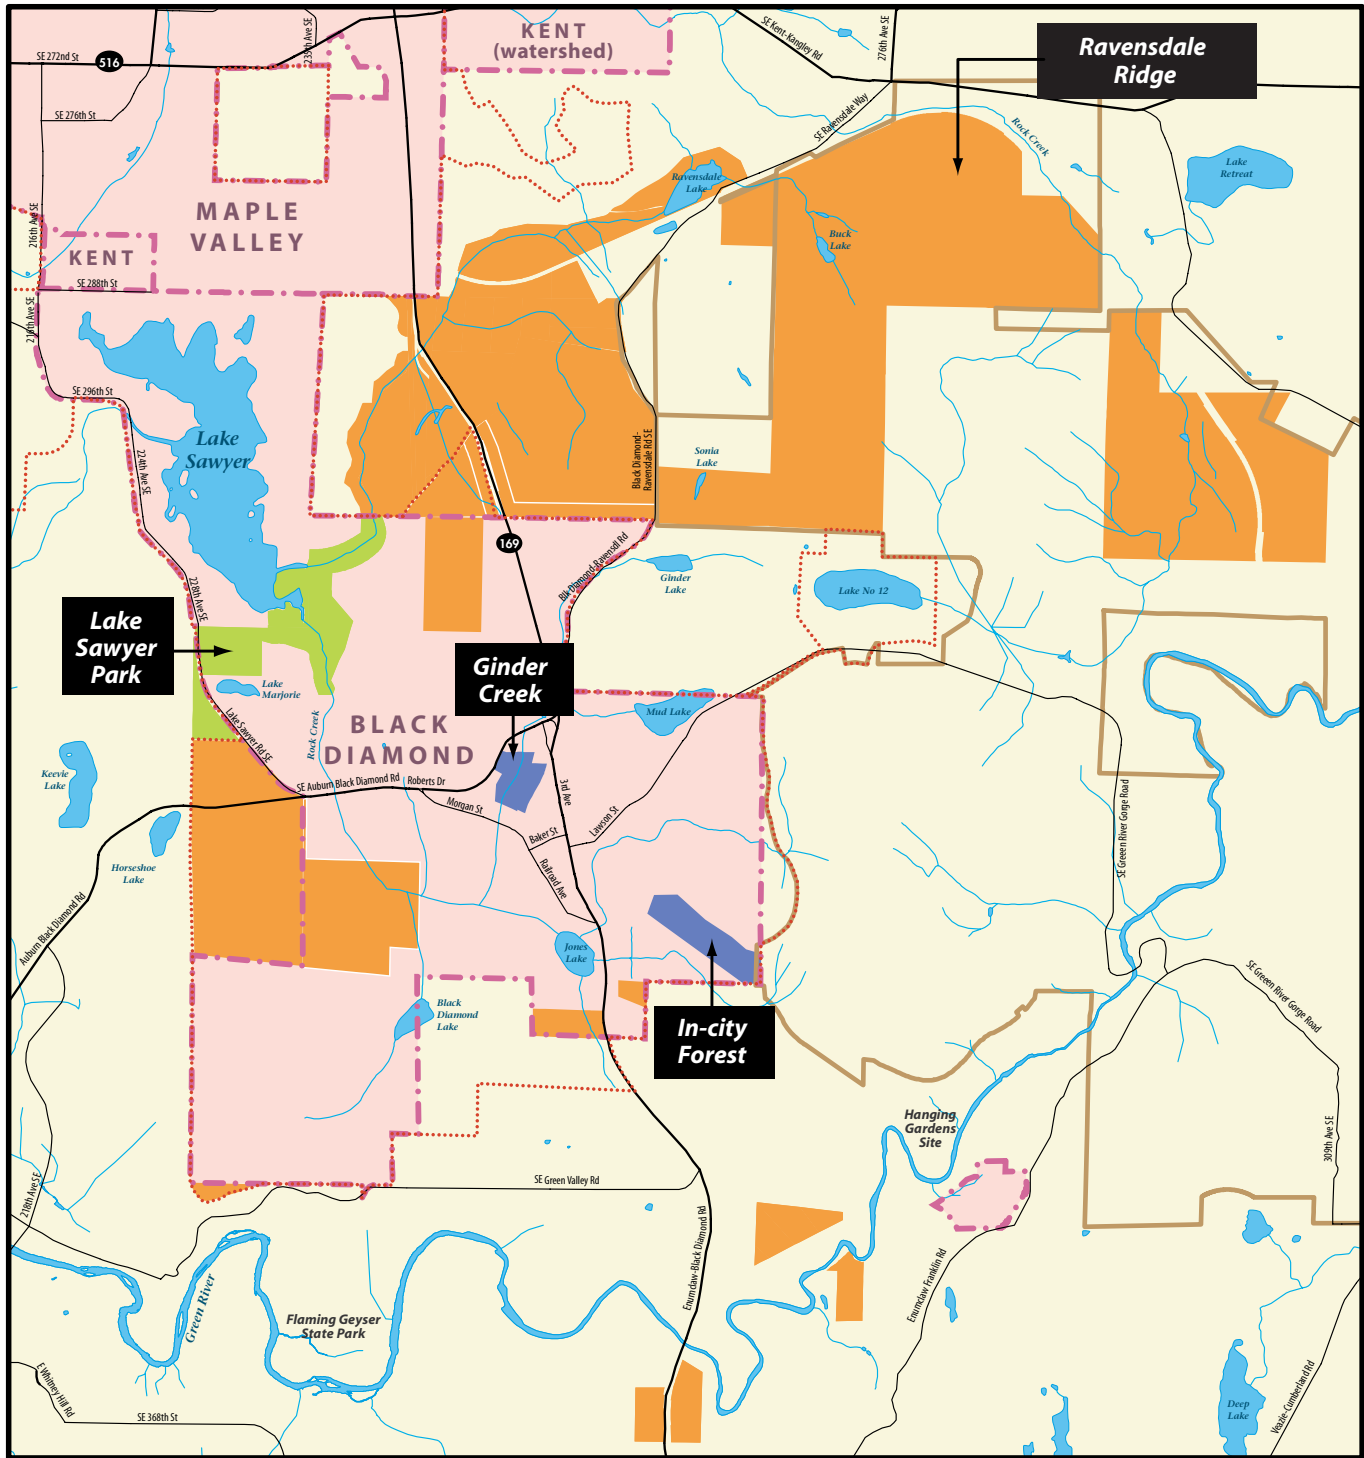 KENT
(watershed)
SE Kent-Kangley Rd
276th Ave SE
Ravensdale
Ridge
239th Ave SE
SE 272nd St
516
SE 276th St
SE Ravensdale Way
Rock Creek
Lake
Retreat
Ravensdale
Lake
216th Ave SE
MAPLE
VALLEY
KENT
Buck
Lake
SE 288th St
216th Ave SE
SE 296th St
Lake
Sawyer
224th Ave SE
Black Diamond-
Ravensdale Rd SE
Sonia
Lake
169
Blk Diamond-Ravensdl Rd
Ginder
Lake
Lake No 12
228th Ave SE
Lake
Sawyer
Park
Ginder
Creek
Lake
Marjorie
Lake Sawyer Rd SE
Rock Creek
BLACK
DIAMOND
Mud Lake
Keevie
Lake
SE Auburn Black Diamond Rd
Roberts Dr
Morgan St
3rd Ave
Baker St
Lawson St
Railroad Ave
SE Greeen River Gorge Road
Horseshoe
Lake
Auburn Black Diamond Rd
Jones
Lake
Black
Diamond
Lake
In-city
Forest
SE Greeen River Gorge Road
Hanging
Gardens
Site
309th Ave SE
218th Ave SE
SE Green Valley Rd
Enumclaw-Black Diamond Rd
Enumclaw Franklin Rd
Green River
Flaming Geyser
State Park
E Whitney Hill Rd
SE 368th St
Deep
Lake
Veazie-Cumberland Rd